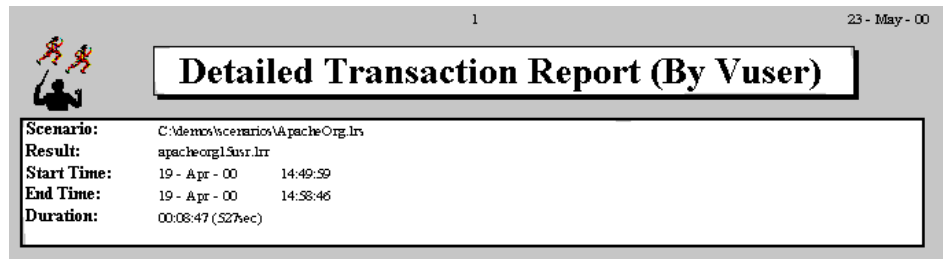 1 23 - May - 00
Detailed Transaction Report (By Vuser)
Scenario: C:\demos\scenarios\ApacheOrg.lrs
Result: apacheorg15usr.lrr
Start Time: 19 - Apr - 00 14:49:59
End Time: 19 - Apr - 00 14:58:46
Duration: 00:08:47 (527sec)